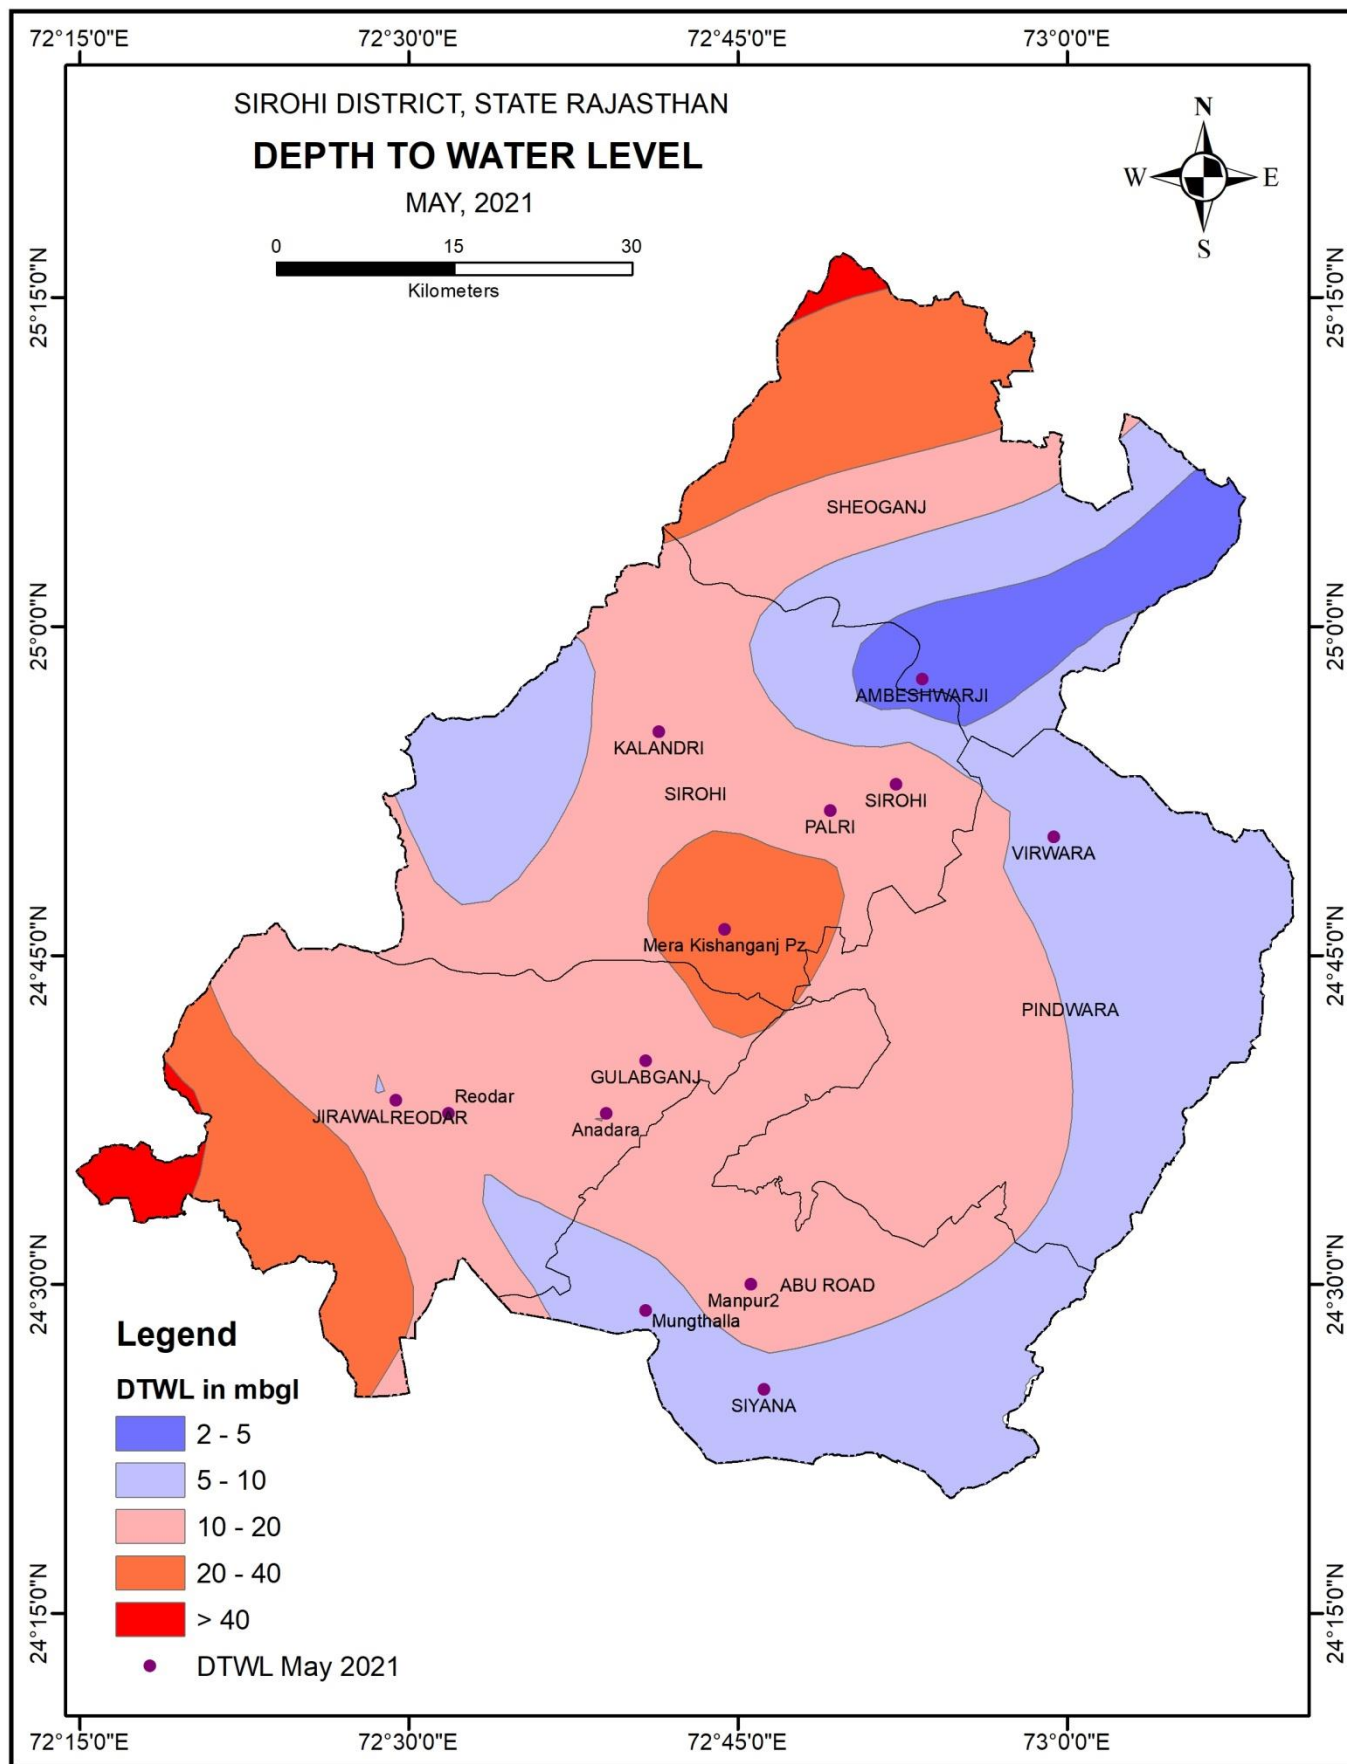 72°15'0"E 72°30'0"E 72°45'0"E 73°0'0"E
SIROHI DISTRICT, STATE RAJASTHAN
DEPTH TO WATER LEVEL
MAY, 2021
0 15 30
Kilometers
N
W E
S
25°15'0"N 25°15'0"N
SHEOGANJ
25°0'0"N 25°0'0"N
AMBESHWARJI
KALANDRI
SIROHI
SIROHI
PALRI
VIRWARA
Mera Kishanganj Pz
24°45'0"N 24°45'0"N
PINDWARA
GULABGANJ
Reodar
JIRAWALREODAR
Anadara
24°30'0"N 24°30'0"N
ABU ROAD
Manpur2
Mungthalla
SIYANA
Legend
DTWL in mbgl
2 - 5
5 - 10
10 - 20
20 - 40
> 40
DTWL May 2021
24°15'0"N 24°15'0"N
72°15'0"E 72°30'0"E 72°45'0"E 73°0'0"E